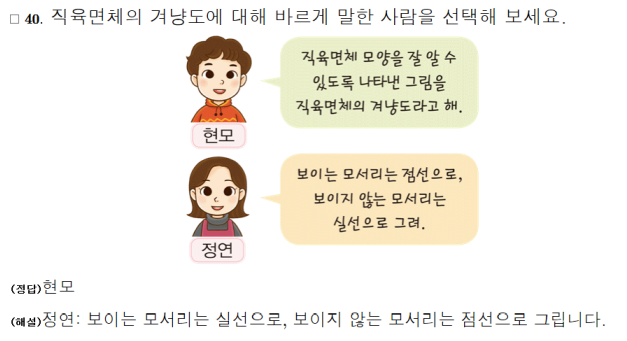 □ 40. 직육면체의 겨냥도에 대해 바르게 말한 사람을 선택해 보세요.
직육면체 모양을 잘 알 수
있도록 나타낸 그림을
직육면체의 겨냥도라고 해.
현모
보이는 모서리는 점선으로,
보이지 않는 모서리는
실선으로 그려.
정연
(정답)현모
(해설)정연: 보이는 모서리는 실선으로, 보이지 않는 모서리는 점선으로 그립니다.